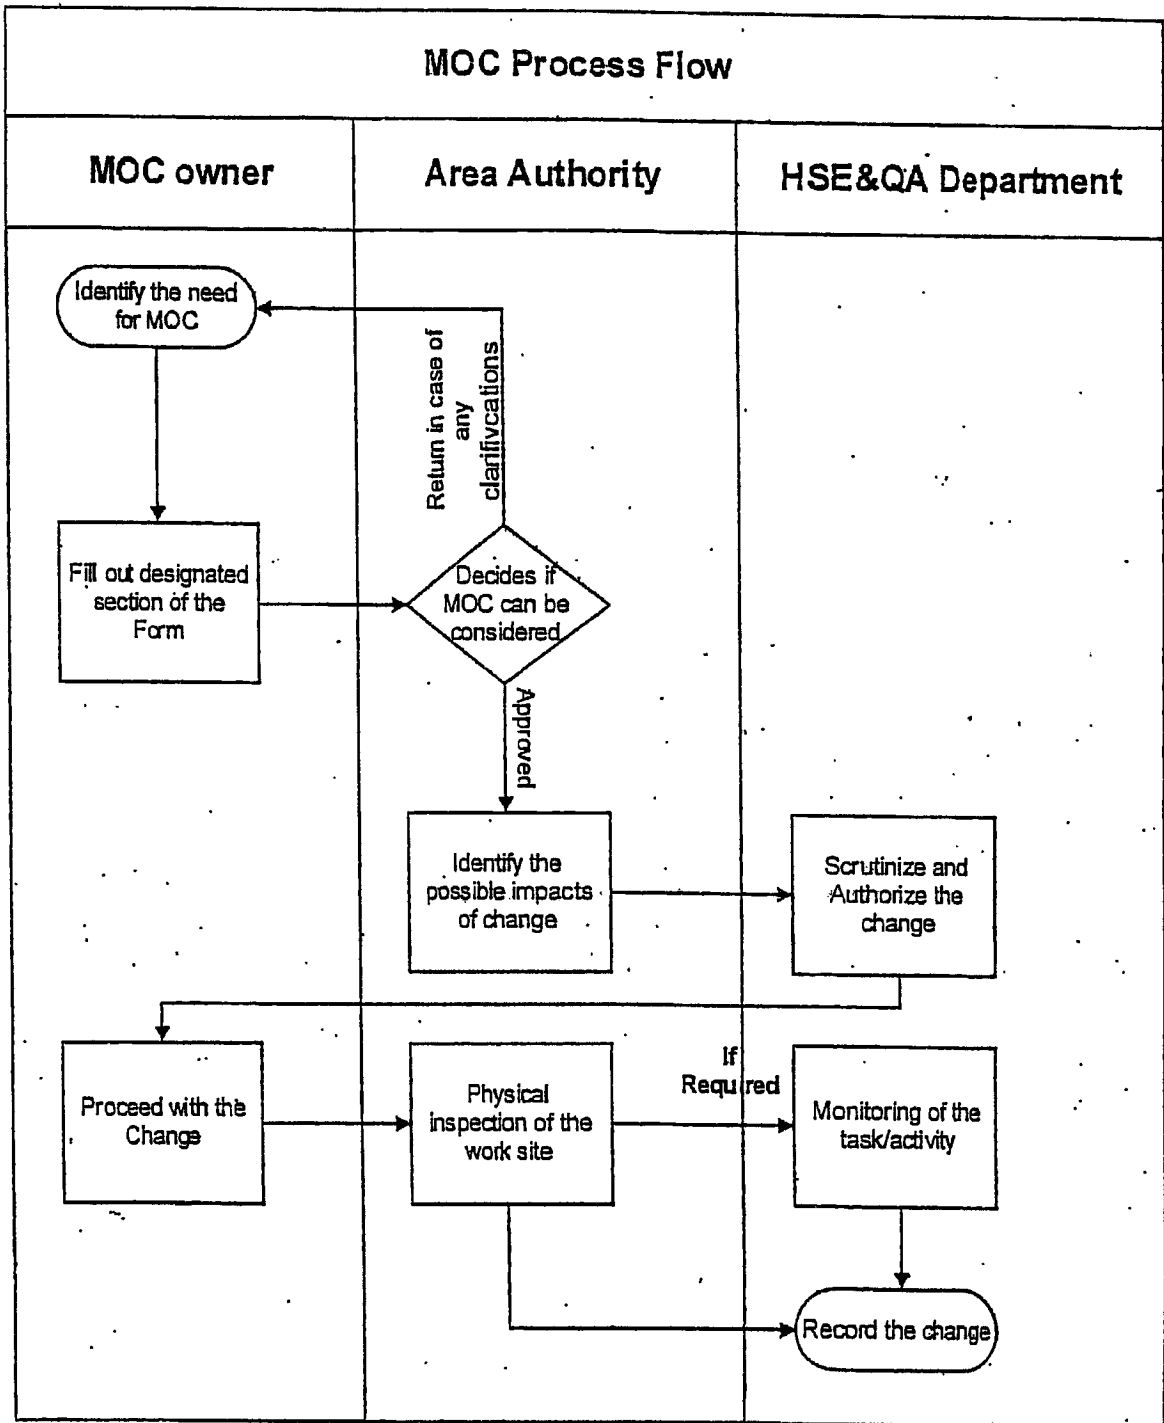 MOC Process Flow
MOC owner
Area Authority
HSE&QA Department
Identify the need
for MOC
Return in case of
any
clarifivcations
Fill out designated
section of the
Form
Decides if
MOC can be
considered
Approved
Identify the
possible impacts
of change
Scrutinize and
Authorize the
change
Proceed with the
Change
Physical
inspection of the
work site
If
Required
Monitoring of the
task/activity
Record the change